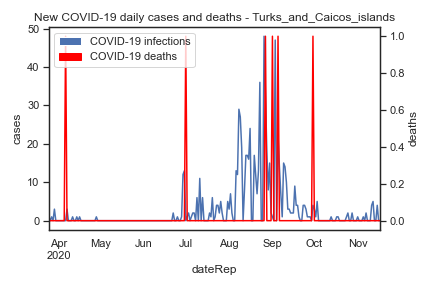 New COVID-19 daily cases and deaths - Turks_and_Caicos_islands
COVID-19 infections
COVID-19 deaths
cases
50
40
30
20
10
0
deaths
1.0
0.8
0.6
0.4
0.2
0.0
Apr May Jun Jul Aug Sep Oct Nov
2020
dateRep